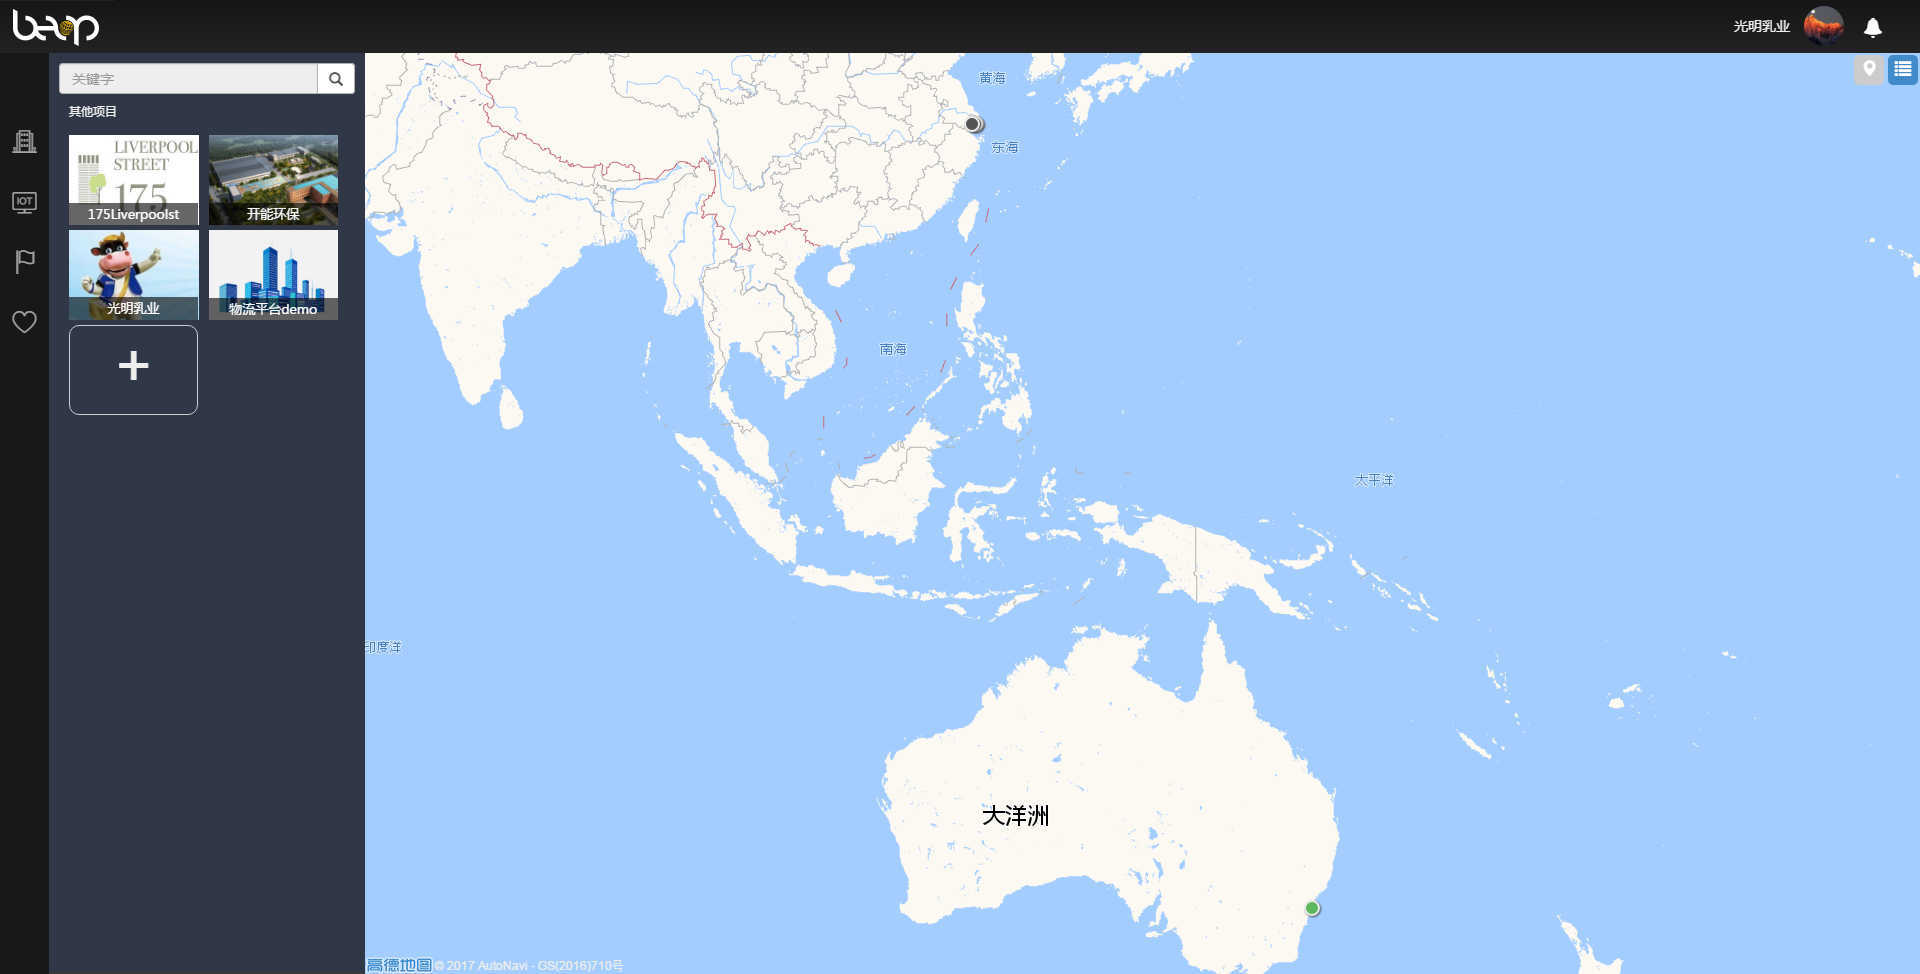 beop
光明乳业
关键字
其他项目
LIVERPOOL
STREET
175
175Liverpoolst
开能环保
光明乳业
物流平台demo
IOT
黄海
东海
南海
太平洋
印度洋
大洋洲
高德地图 © 2017 AutoNavi - GS(2016)710号